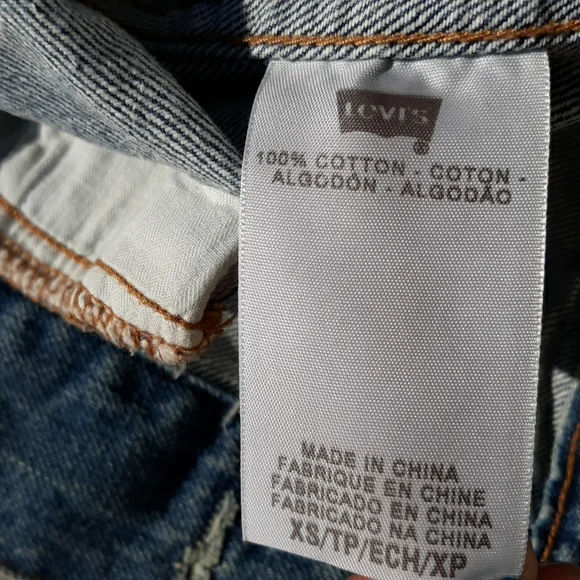 Levi's
100% COTTON - COTON -
ALGODÓN - ALGODÃO
MADE IN CHINA
FABRIQUE EN CHINE
FABRICADO EN CHINA
FABRICADO NA CHINA
XS/TP/ECH/XP